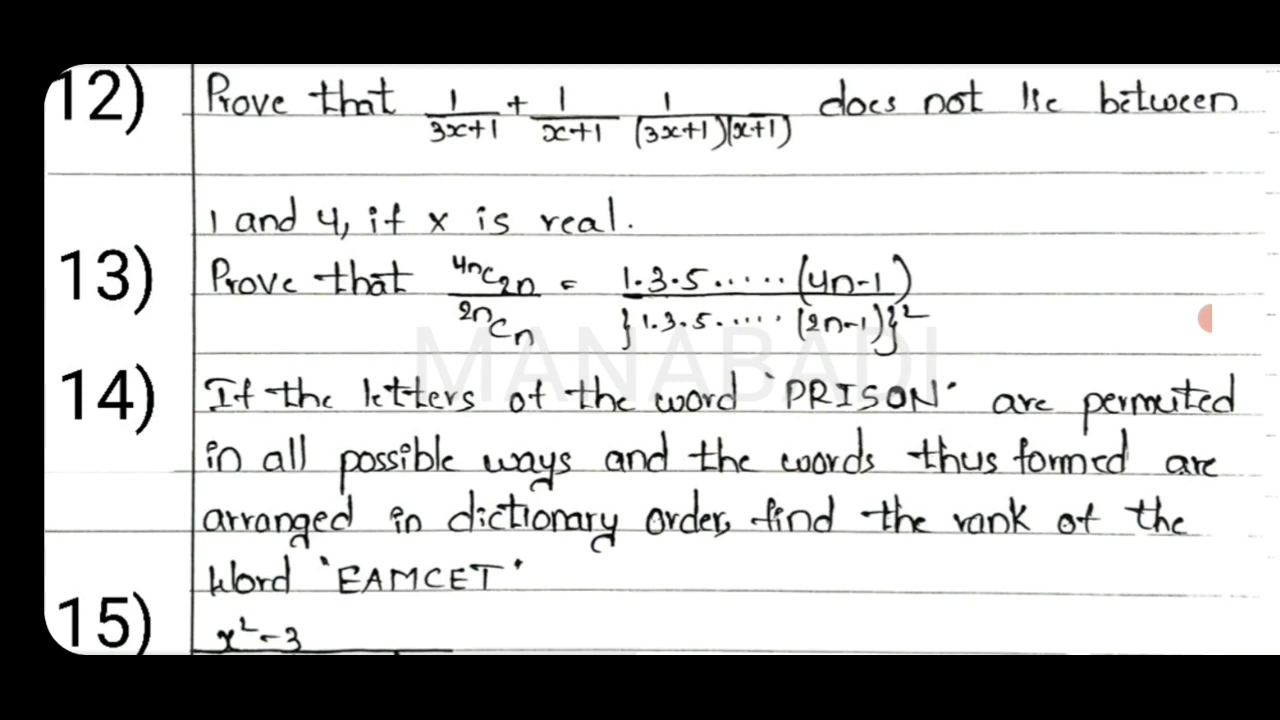 12) Prove that 1/3x+1 + 1/x+1 1/(3x+1)(x+1) does not lie between
1 and 4, if x is real.
13) Prove that 4nC2n/2nCn = 1.3.5.....(4n-1)/{1.3.5.....(2n-1)}²
MANABADI
14) If the letters of the word 'PRISON' are permuted
in all possible ways and the words thus formed are
arranged in dictionary order, find the rank of the
Word 'EAMCET'
15) x²-3